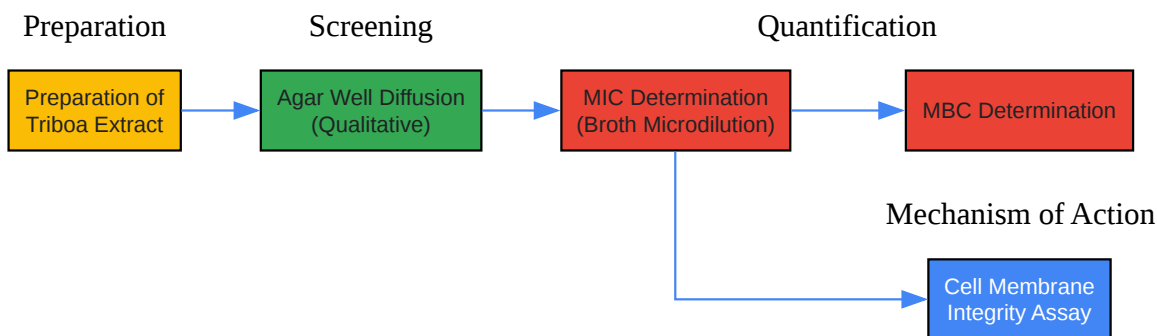 Preparation
Screening
Quantification
Preparation of
Triboa Extract
Agar Well Diffusion
(Qualitative)
MIC Determination
(Broth Microdilution)
MBC Determination
Mechanism of Action
Cell Membrane
Integrity Assay